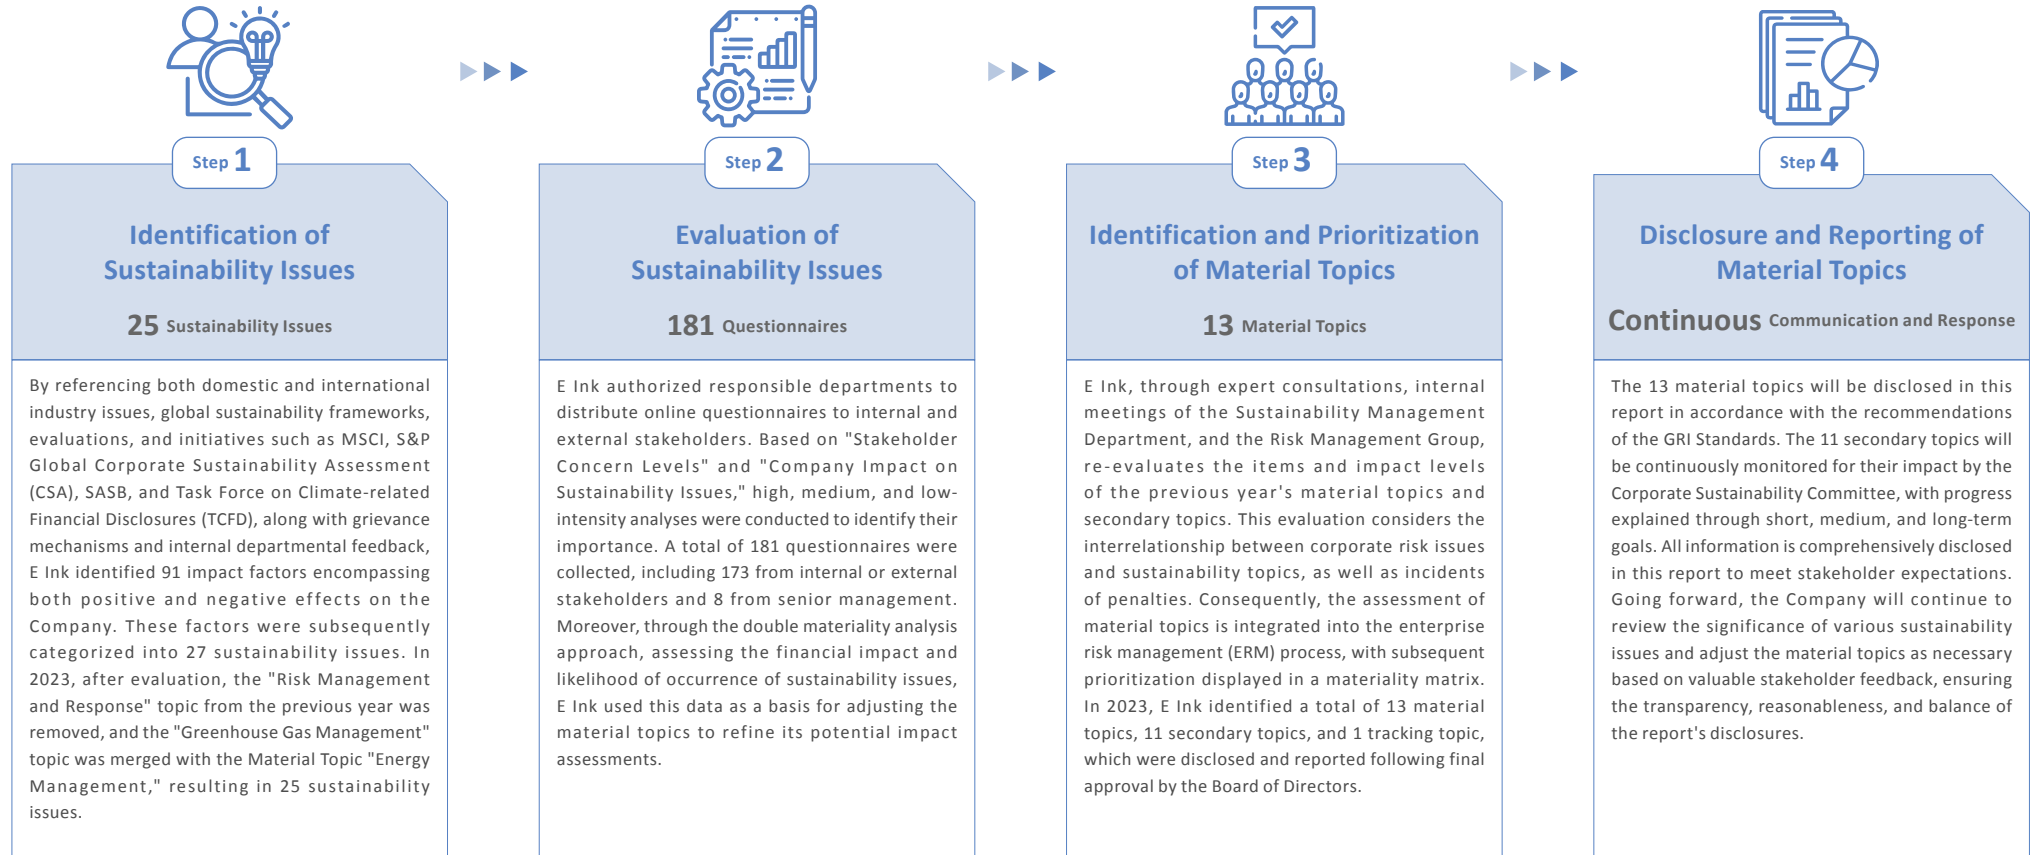 Step 1
Identification of
Sustainability Issues
25 Sustainability Issues
By referencing both domestic and international
industry issues, global sustainability frameworks,
evaluations, and initiatives such as MSCI, S&P
Global Corporate Sustainability Assessment
(CSA), SASB, and Task Force on Climate-related
Financial Disclosures (TCFD), along with grievance
mechanisms and internal departmental feedback,
E Ink identified 91 impact factors encompassing
both positive and negative effects on the
Company. These factors were subsequently
categorized into 27 sustainability issues. In
2023, after evaluation, the "Risk Management
and Response" topic from the previous year was
removed, and the "Greenhouse Gas Management"
topic was merged with the Material Topic "Energy
Management," resulting in 25 sustainability
issues.
Step 2
Evaluation of
Sustainability Issues
181 Questionnaires
E Ink authorized responsible departments to
distribute online questionnaires to internal and
external stakeholders. Based on "Stakeholder
Concern Levels" and "Company Impact on
Sustainability Issues," high, medium, and low-
intensity analyses were conducted to identify their
importance. A total of 181 questionnaires were
collected, including 173 from internal or external
stakeholders and 8 from senior management.
Moreover, through the double materiality analysis
approach, assessing the financial impact and
likelihood of occurrence of sustainability issues,
E Ink used this data as a basis for adjusting the
material topics to refine its potential impact
assessments.
Step 3
Identification and Prioritization
of Material Topics
13 Material Topics
E Ink, through expert consultations, internal
meetings of the Sustainability Management
Department, and the Risk Management Group,
re-evaluates the items and impact levels
of the previous year's material topics and
secondary topics. This evaluation considers the
interrelationship between corporate risk issues
and sustainability topics, as well as incidents
of penalties. Consequently, the assessment of
material topics is integrated into the enterprise
risk management (ERM) process, with subsequent
prioritization displayed in a materiality matrix.
In 2023, E Ink identified a total of 13 material
topics, 11 secondary topics, and 1 tracking topic,
which were disclosed and reported following final
approval by the Board of Directors.
Step 4
Disclosure and Reporting of
Material Topics
Continuous Communication and Response
The 13 material topics will be disclosed in this
report in accordance with the recommendations
of the GRI Standards. The 11 secondary topics will
be continuously monitored for their impact by the
Corporate Sustainability Committee, with progress
explained through short, medium, and long-term
goals. All information is comprehensively disclosed
in this report to meet stakeholder expectations.
Going forward, the Company will continue to
review the significance of various sustainability
issues and adjust the material topics as necessary
based on valuable stakeholder feedback, ensuring
the transparency, reasonableness, and balance of
the report's disclosures.